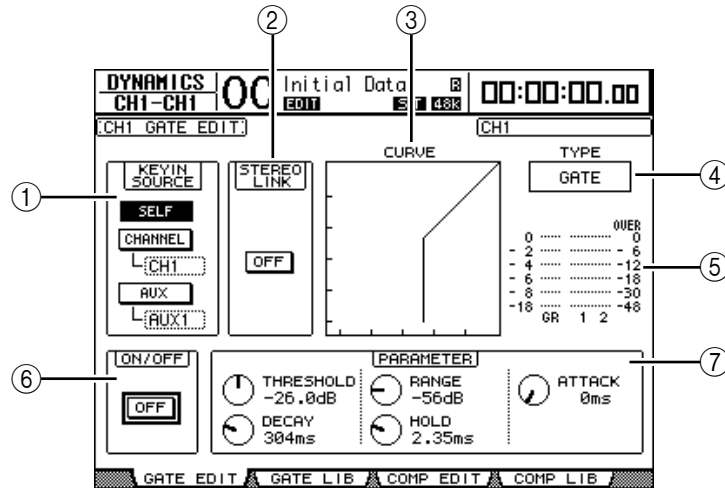 ② ③
DYNAMICS
CH1-CH1
00 Initial Data B
EDIT ST 48K
00:00:00.00
CH1 GATE EDIT
CH1
KEYIN SOURCE
STEREO LINK
CURVE
TYPE
④
GATE
①
SELF
CHANNEL
CH1
AUX
AUX1
OFF
OVER
0 0
- 2 - 6
- 4 -12
- 6 -18
- 8 -30
-18 -48
GR 1 2
⑤
⑥
ON/OFF
OFF
PARAMETER
⑦
THRESHOLD
-26.0dB
RANGE
-56dB
ATTACK
0ms
DECAY
304ms
HOLD
2.35ms
GATE EDIT GATE LIB COMP EDIT COMP LIB